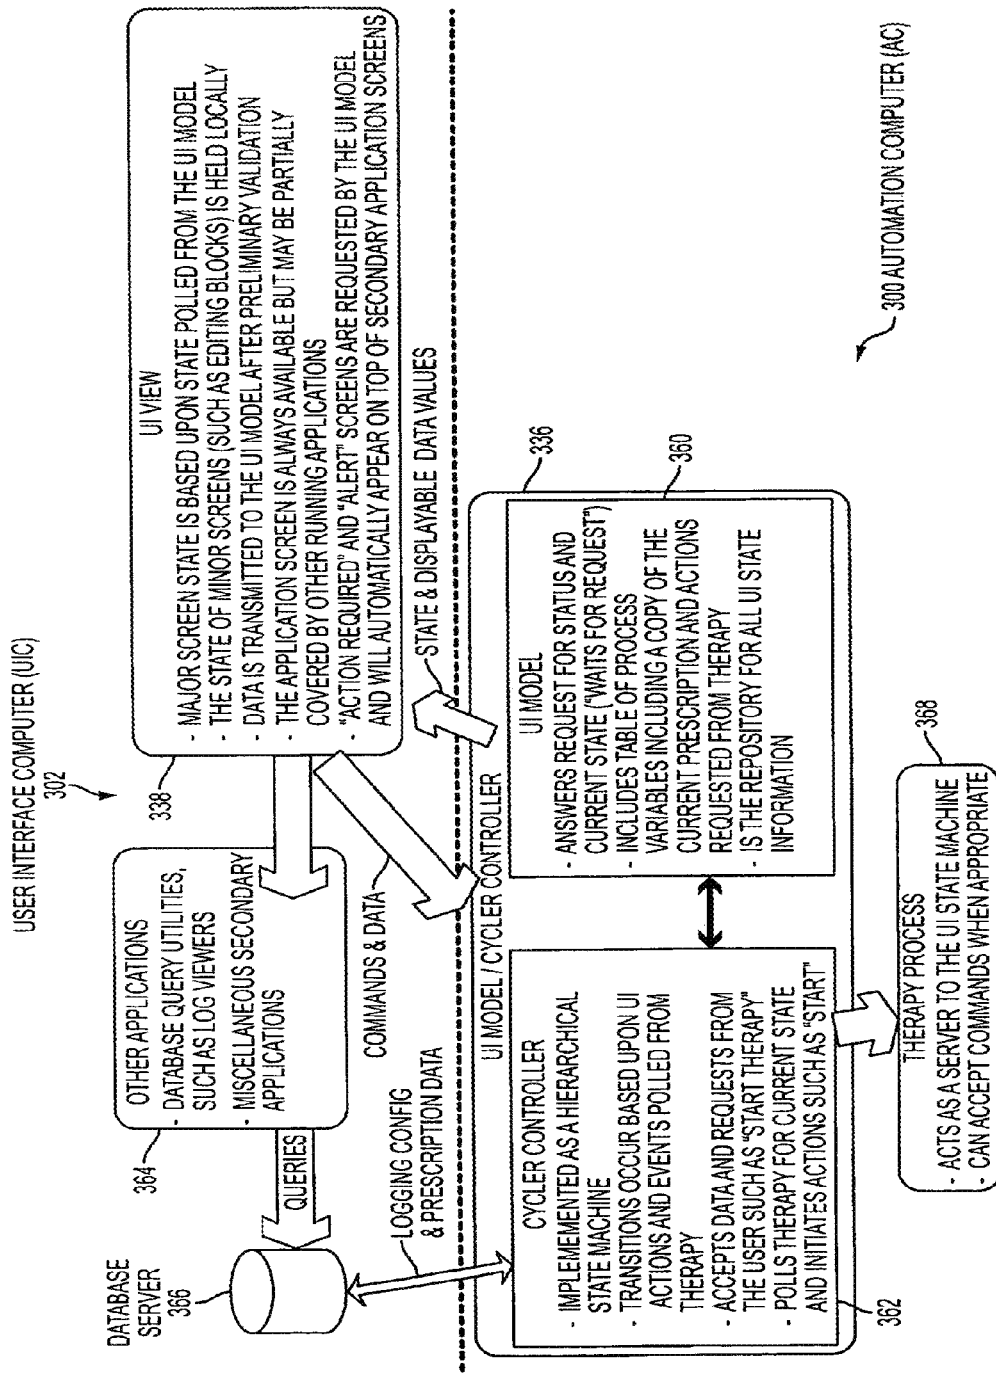 USER INTERFACE COMPUTER (UIC)
302
DATABASE
SERVER
366
QUERIES
364
OTHER APPLICATIONS
- DATABASE QUERY UTILITIES,
SUCH AS LOG VIEWERS
- MISCELLANEOUS SECONDARY
APPLICATIONS
338
UI VIEW
- MAJOR SCREEN STATE IS BASED UPON STATE POLLED FROM THE UI MODEL
- THE STATE OF MINOR SCREENS (SUCH AS EDITING BLOCKS) IS HELD LOCALLY
- DATA IS TRANSMITTED TO THE UI MODEL AFTER PRELIMINARY VALIDATION
- THE APPLICATION SCREEN IS ALWAYS AVAILABLE BUT MAY BE PARTIALLY
COVERED BY OTHER RUNNING APPLICATIONS
- "ACTION REQUIRED" AND "ALERT" SCREENS ARE REQUESTED BY THE UI MODEL
AND WILL AUTOMATICALLY APPEAR ON TOP OF SECONDARY APPLICATION SCREENS
LOGGING CONFIG
& PRESCRIPTION DATA
COMMANDS & DATA
STATE & DISPLAYABLE DATA VALUES
UI MODEL / CYCLER CONTROLLER
336
CYCLER CONTROLLER
- IMPLEMENTED AS A HIERARCHICAL
STATE MACHINE
- TRANSITIONS OCCUR BASED UPON UI
ACTIONS AND EVENTS POLLED FROM
THERAPY
- ACCEPTS DATA AND REQUESTS FROM
THE USER SUCH AS "START THERAPY"
- POLLS THERAPY FOR CURRENT STATE
AND INITIATES ACTIONS SUCH AS "START"
362
UI MODEL
- ANSWERS REQUEST FOR STATUS AND
CURRENT STATE ("WAITS FOR REQUEST")
- INCLUDES TABLE OF PROCESS
VARIABLES INCLUDING A COPY OF THE
CURRENT PRESCRIPTION AND ACTIONS
REQUESTED FROM THERAPY
- IS THE REPOSITORY FOR ALL UI STATE
INFORMATION
360
THERAPY PROCESS
- ACTS AS A SERVER TO THE UI STATE MACHINE
- CAN ACCEPT COMMANDS WHEN APPROPRIATE
368
300 AUTOMATION COMPUTER (AC)